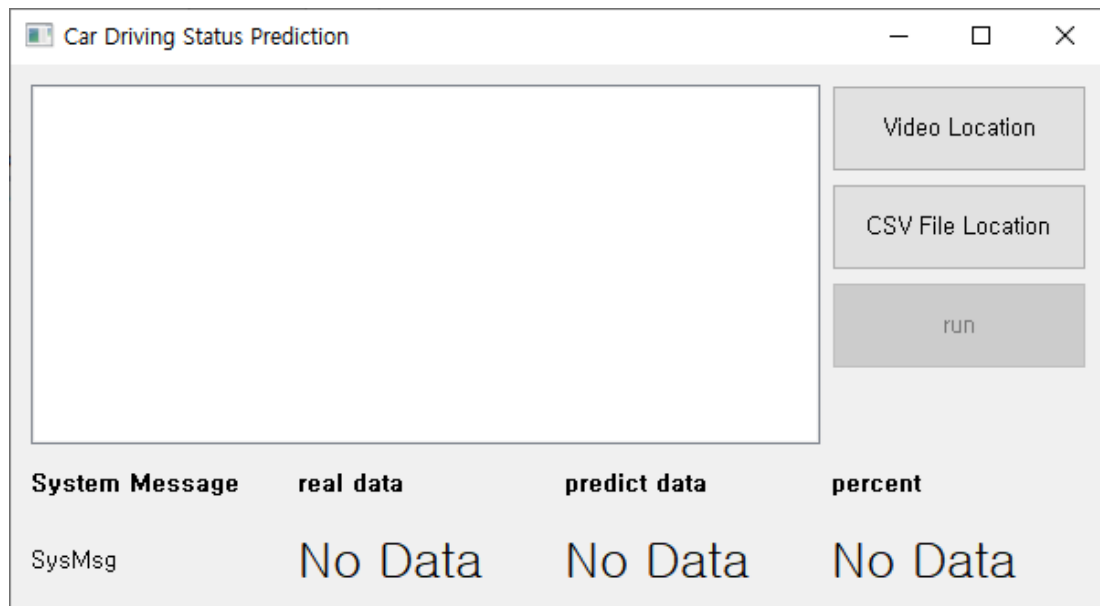 Car Driving Status Prediction
Video Location
CSV File Location
run
System Message real data predict data percent
SysMsg No Data No Data No Data